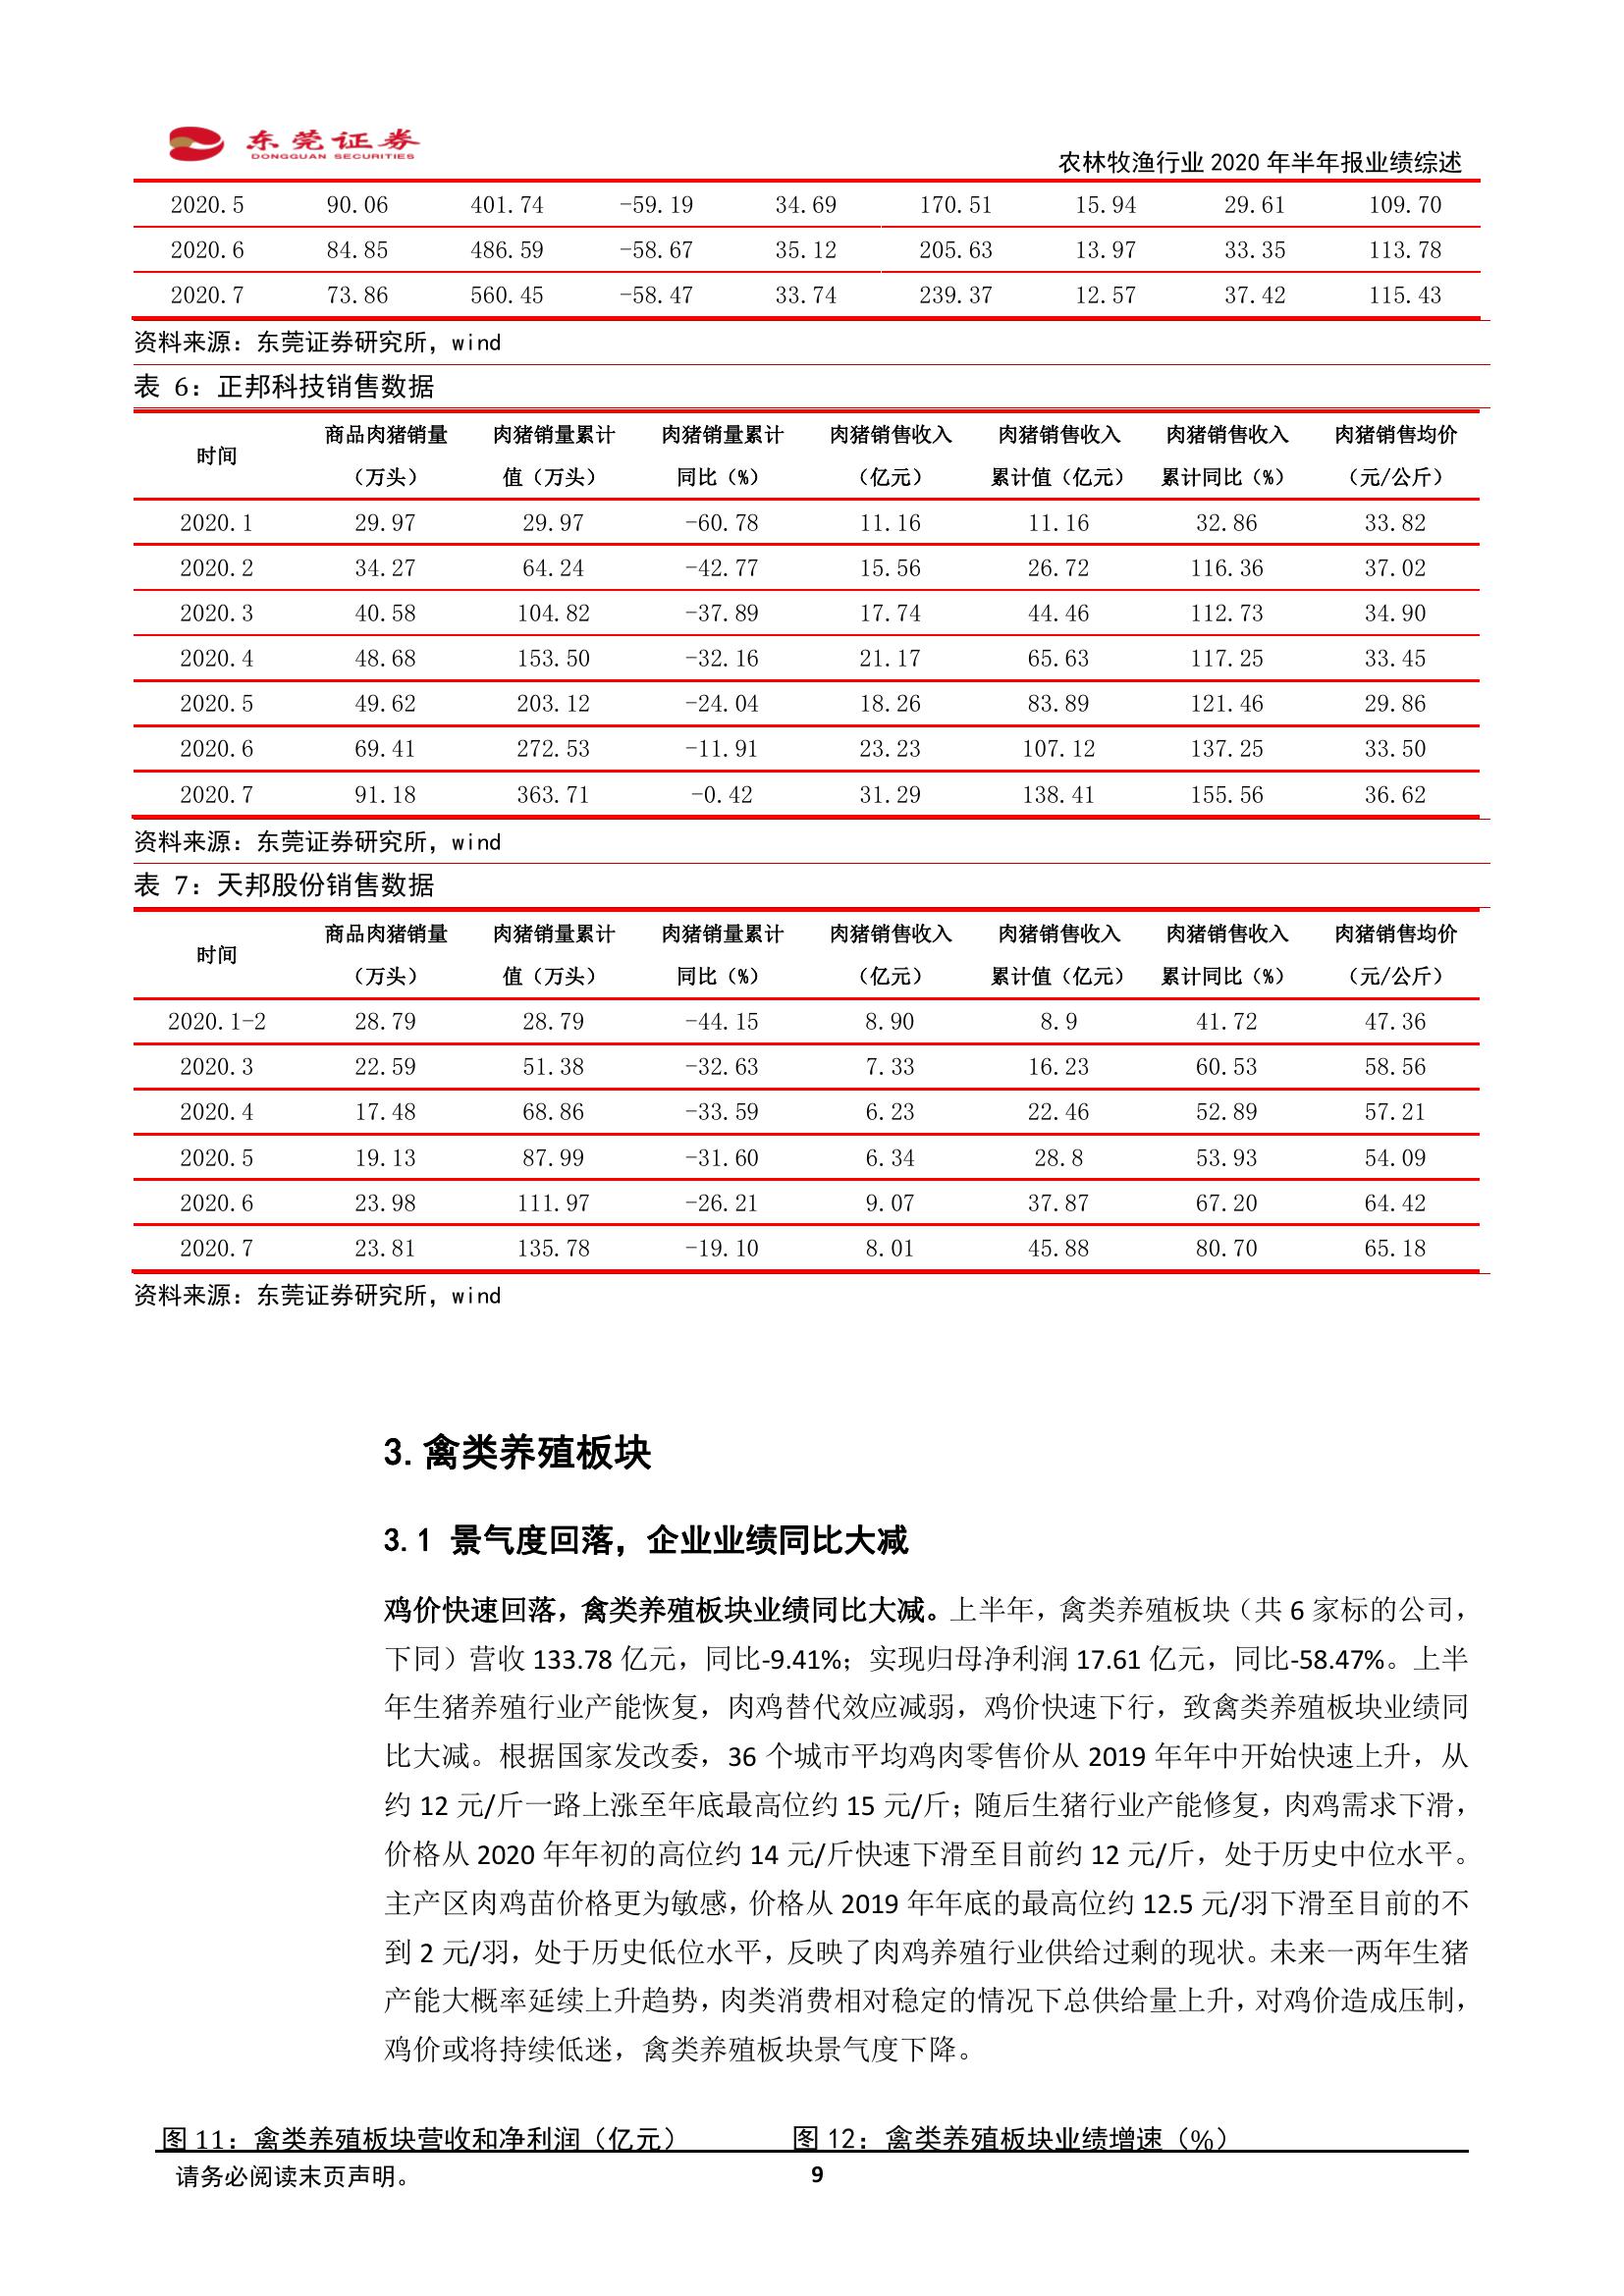 东莞证券
DONGGUAN SECURITIES
农林牧渔行业 2020 年半年报业绩综述
2020.5 90.06 401.74 -59.19 34.69 170.51 15.94 29.61 109.70
2020.6 84.85 486.59 -58.67 35.12 205.63 13.97 33.35 113.78
2020.7 73.86 560.45 -58.47 33.74 239.37 12.57 37.42 115.43
资料来源：东莞证券研究所，wind
表 6：正邦科技销售数据
时间 商品肉猪销量 肉猪销量累计 肉猪销量累计 肉猪销售收入 肉猪销售收入 肉猪销售收入 肉猪销售均价
（万头） 值（万头） 同比（%） （亿元） 累计值（亿元） 累计同比（%） （元/公斤）
2020.1 29.97 29.97 -60.78 11.16 11.16 32.86 33.82
2020.2 34.27 64.24 -42.77 15.56 26.72 116.36 37.02
2020.3 40.58 104.82 -37.89 17.74 44.46 112.73 34.90
2020.4 48.68 153.50 -32.16 21.17 65.63 117.25 33.45
2020.5 49.62 203.12 -24.04 18.26 83.89 121.46 29.86
2020.6 69.41 272.53 -11.91 23.23 107.12 137.25 33.50
2020.7 91.18 363.71 -0.42 31.29 138.41 155.56 36.62
资料来源：东莞证券研究所，wind
表 7：天邦股份销售数据
时间 商品肉猪销量 肉猪销量累计 肉猪销量累计 肉猪销售收入 肉猪销售收入 肉猪销售收入 肉猪销售均价
（万头） 值（万头） 同比（%） （亿元） 累计值（亿元） 累计同比（%） （元/公斤）
2020.1-2 28.79 28.79 -44.15 8.90 8.9 41.72 47.36
2020.3 22.59 51.38 -32.63 7.33 16.23 60.53 58.56
2020.4 17.48 68.86 -33.59 6.23 22.46 52.89 57.21
2020.5 19.13 87.99 -31.60 6.34 28.8 53.93 54.09
2020.6 23.98 111.97 -26.21 9.07 37.87 67.20 64.42
2020.7 23.81 135.78 -19.10 8.01 45.88 80.70 65.18
资料来源：东莞证券研究所，wind
3.禽类养殖板块
3.1 景气度回落，企业业绩同比大减
鸡价快速回落，禽类养殖板块业绩同比大减。上半年，禽类养殖板块（共 6 家标的公司，
下同）营收 133.78 亿元，同比-9.41%；实现归母净利润 17.61 亿元，同比-58.47%。上半
年生猪养殖行业产能恢复，肉鸡替代效应减弱，鸡价快速下行，致禽类养殖板块业绩同
比大减。根据国家发改委，36 个城市平均鸡肉零售价从 2019 年年中开始快速上升，从
约 12 元/斤一路上涨至年底最高位约 15 元/斤；随后生猪行业产能修复，肉鸡需求下滑，
价格从 2020 年年初的高位约 14 元/斤快速下滑至目前约 12 元/斤，处于历史中位水平。
主产区肉鸡苗价格更为敏感，价格从 2019 年年底的最高位约 12.5 元/羽下滑至目前的不
到 2 元/羽，处于历史低位水平，反映了肉鸡养殖行业供给过剩的现状。未来一两年生猪
产能大概率延续上升趋势，肉类消费相对稳定的情况下总供给量上升，对鸡价造成压制，
鸡价或将持续低迷，禽类养殖板块景气度下降。
图 11：禽类养殖板块营收和净利润（亿元） 图 12：禽类养殖板块业绩增速（%）
请务必阅读末页声明。 9